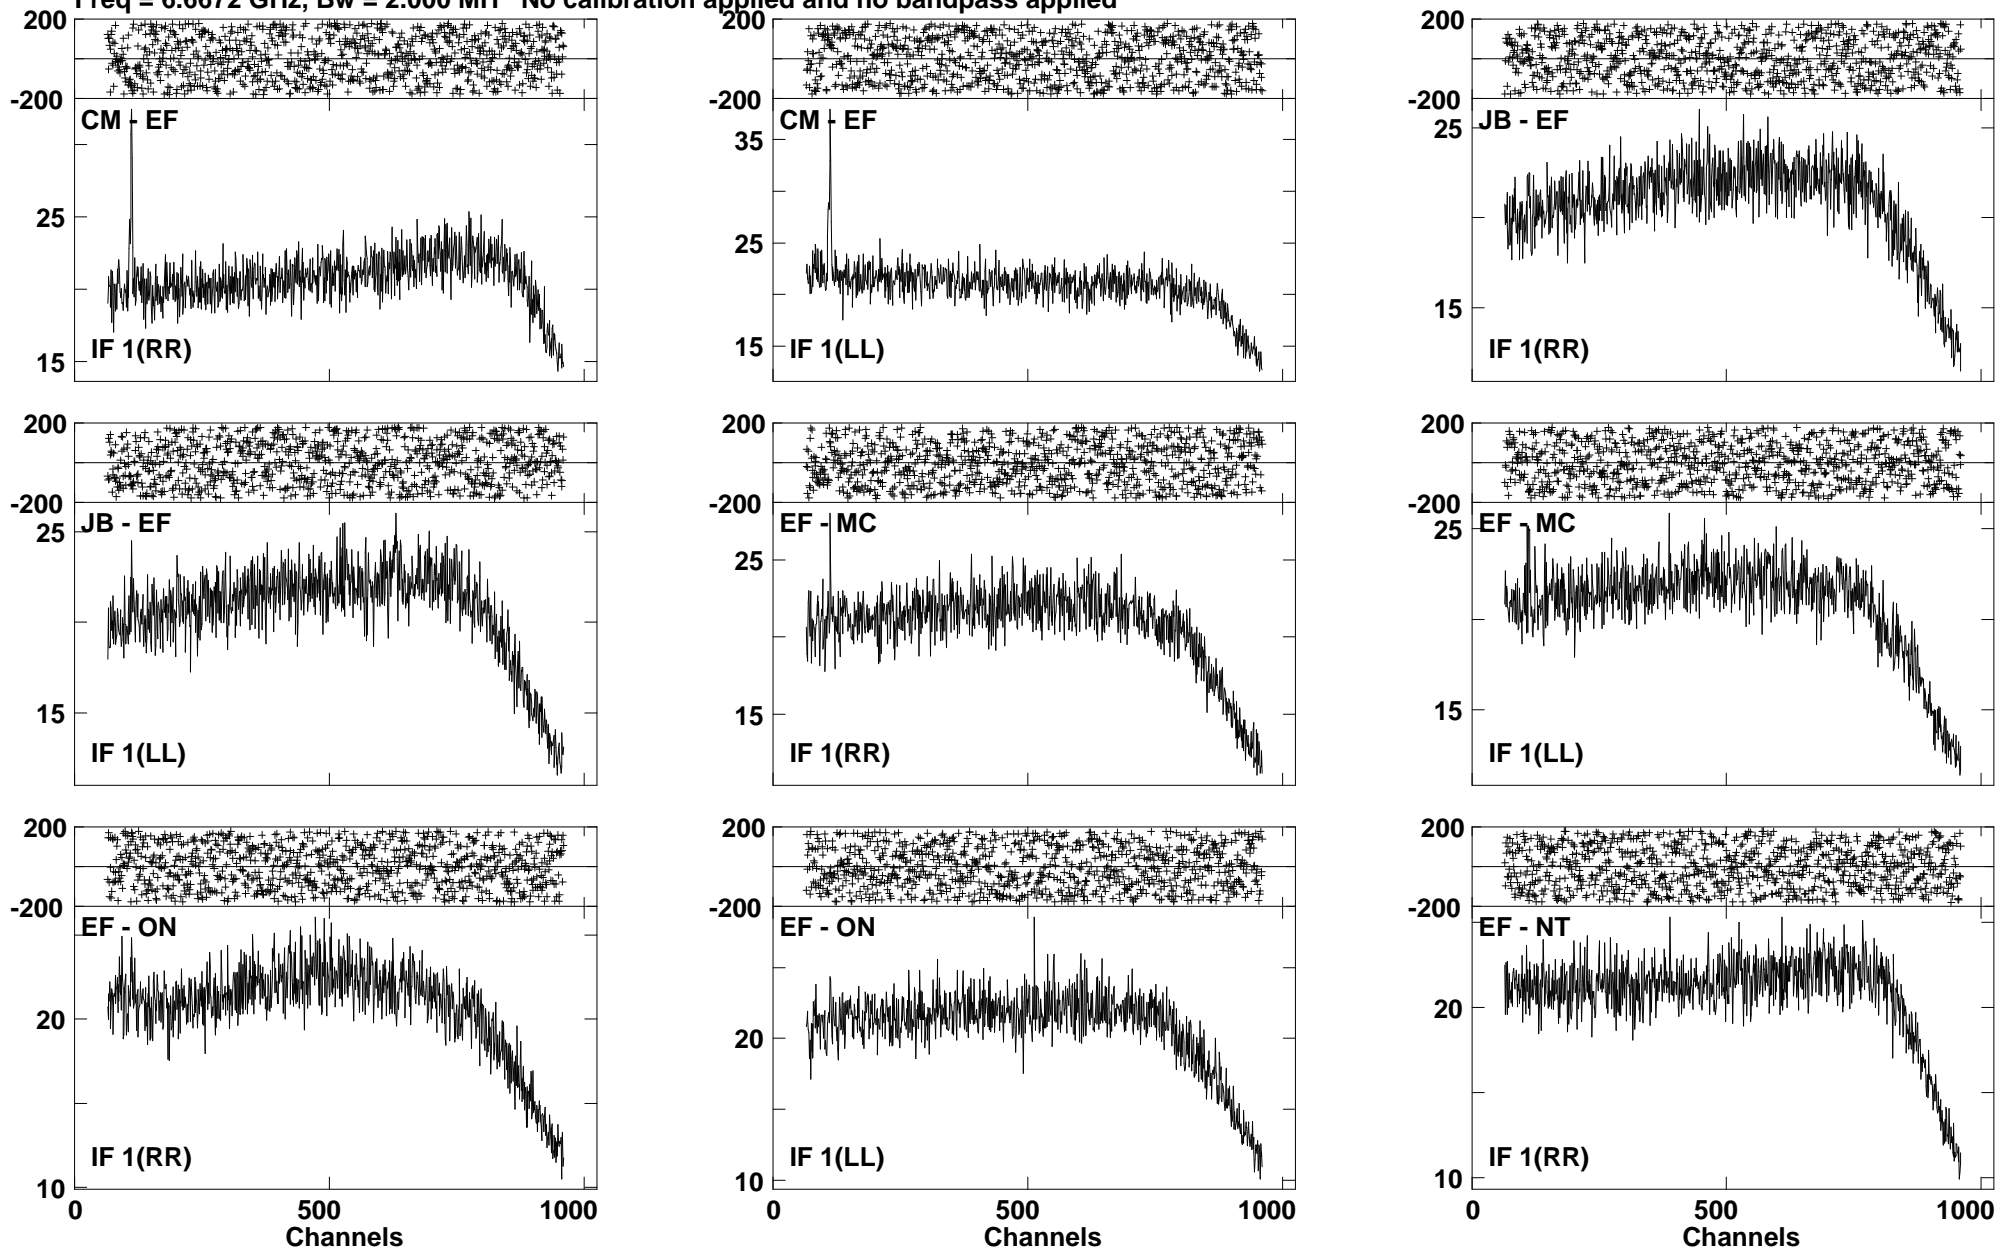 Freq = 6.6672 GHz, Bw = 2.000 MH No calibration applied and no bandpass applied
200
-200
CM - EF
25
15
IF 1(RR)
200
-200
CM - EF
35
25
15
IF 1(LL)
200
-200
JB - EF
25
15
IF 1(RR)
200
-200
JB - EF
25
15
IF 1(LL)
200
-200
EF - MC
25
15
IF 1(RR)
200
-200
EF - MC
25
15
IF 1(LL)
200
-200
EF - ON
20
10
IF 1(RR)
0 500 1000
Channels
200
-200
EF - ON
20
10
IF 1(LL)
0 500 1000
Channels
200
-200
EF - NT
20
10
IF 1(RR)
0 500 1000
Channels